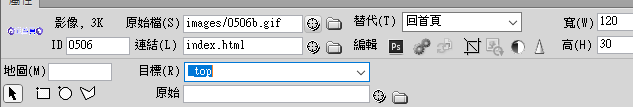 屬性
影像, 3K 原始檔(S) images/0506b.gif 替代(T) 回首頁 寬(W) 120
ID 0506 連結(L) index.html 編輯 Ps 高(H) 30
地圖(M) 目標(R) _top
原始